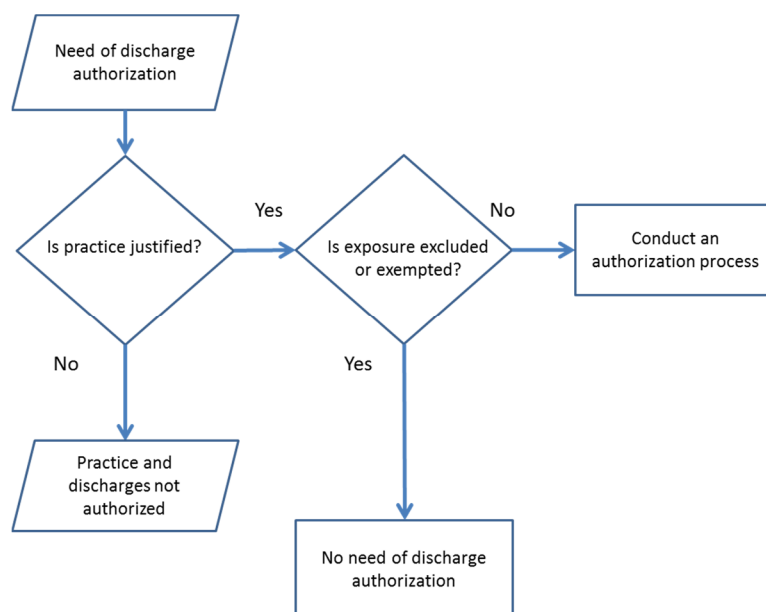 Need of discharge
authorization
Is practice justified?
Yes
Is exposure excluded
or exempted?
No
Conduct an
authorization process
No
Practice and
discharges not
authorized
Yes
No need of discharge
authorization